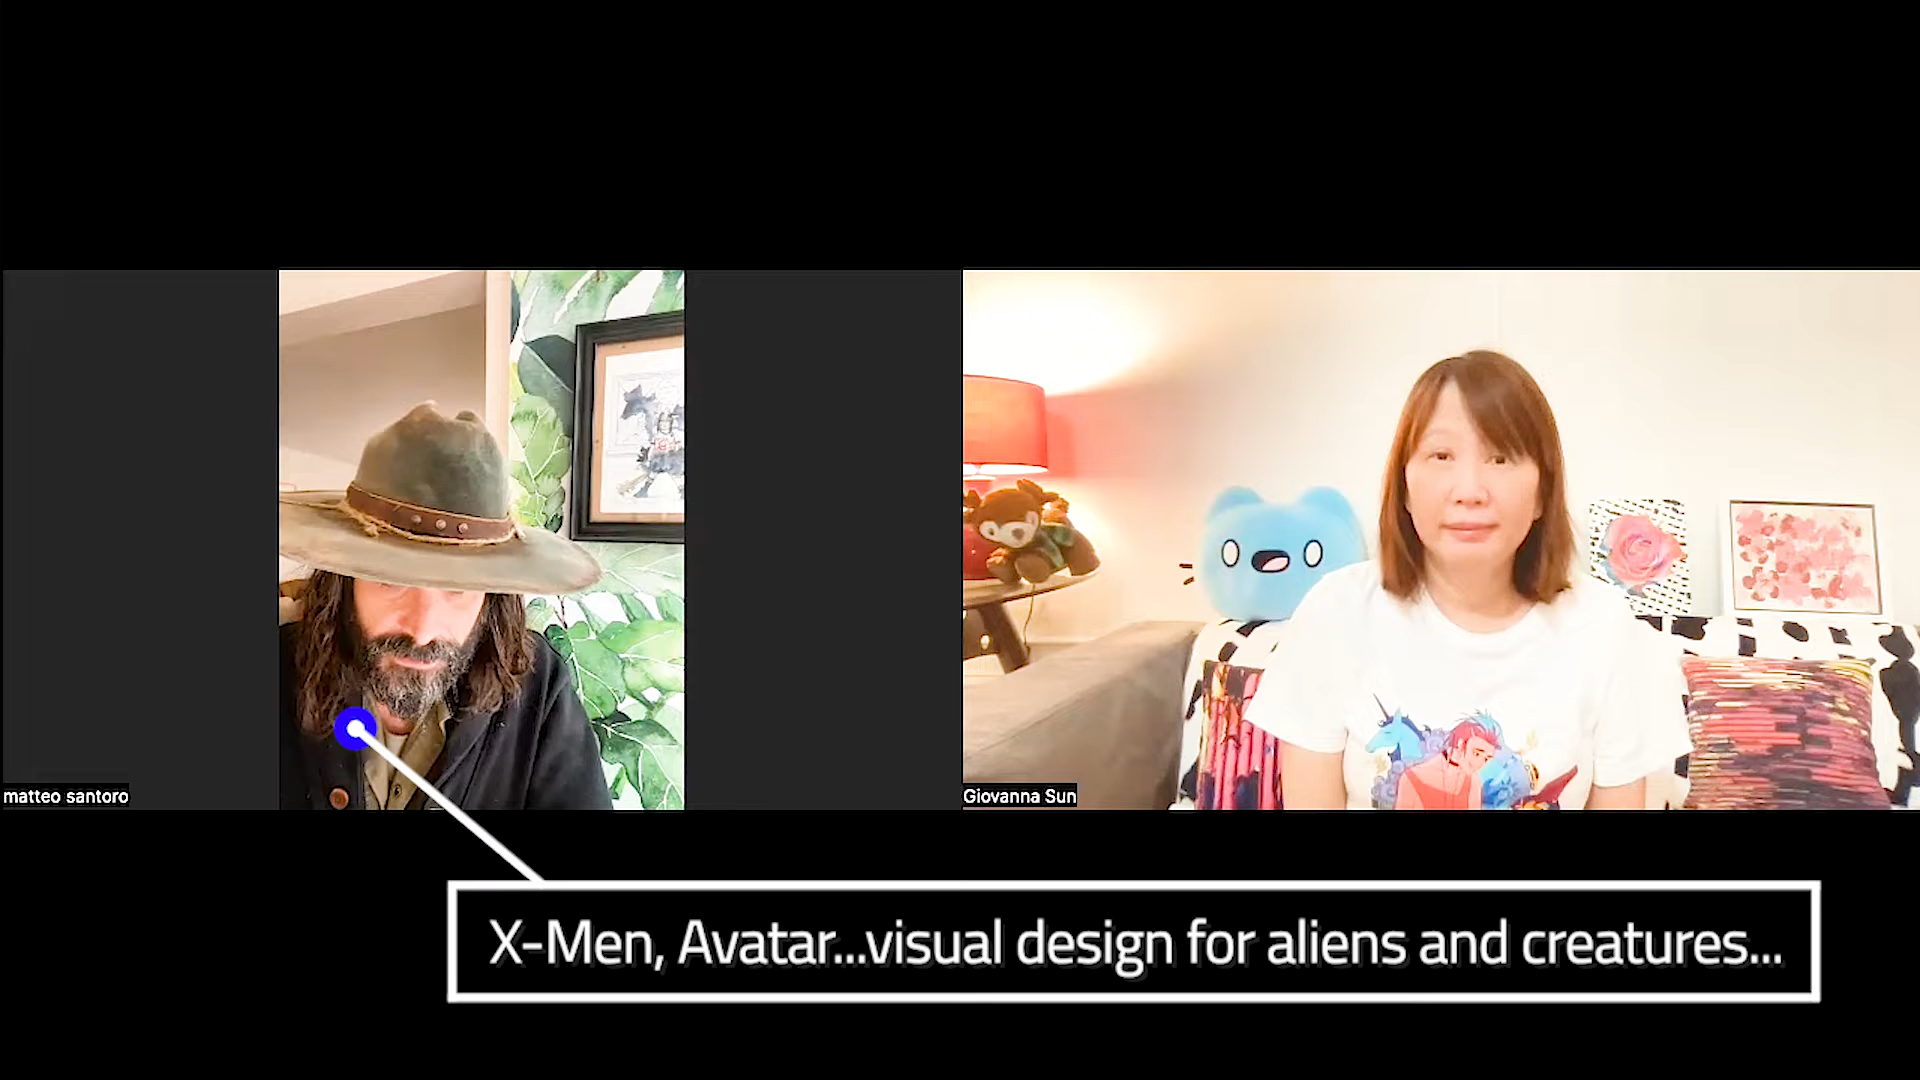 matteo santoro
Giovanna Sun
X-Men, Avatar...visual design for aliens and creatures...